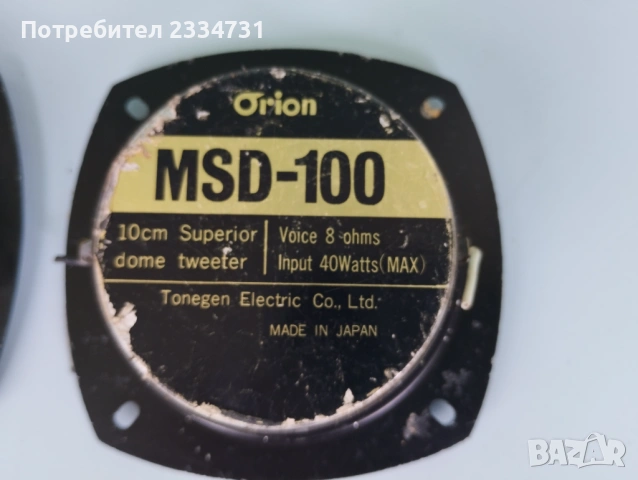 Потребител 2334731
Orion
MSD-100
10cm Superior dome tweeter
Voice 8 ohms
Input 40Watts(MAX)
Tonegen Electric Co., Ltd.
MADE IN JAPAN
BAZAR